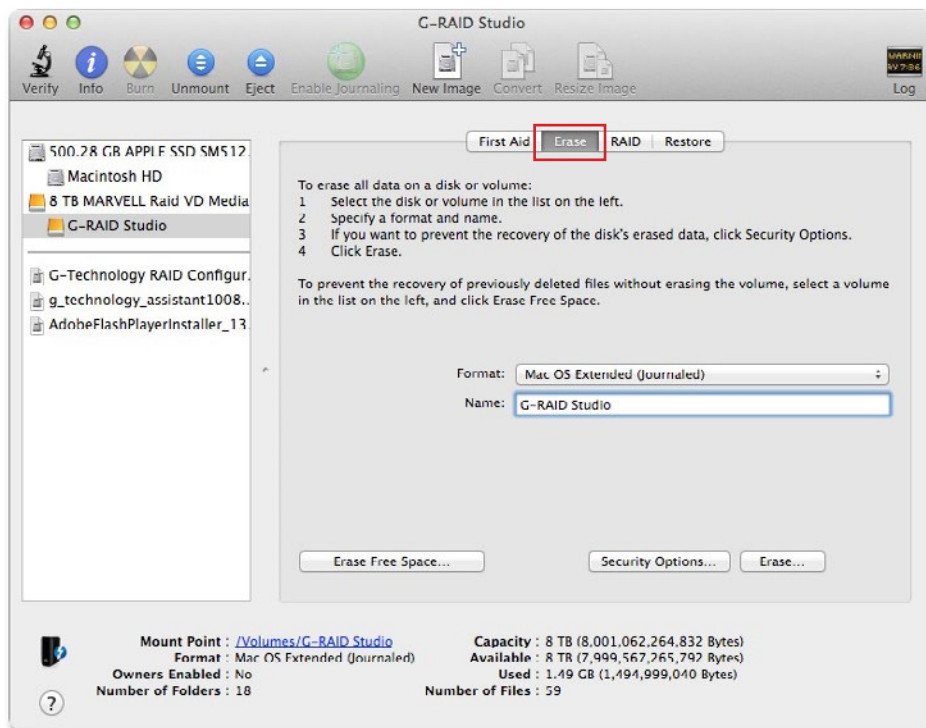 G-RAID Studio
Verify Info Burn Unmount Eject Enable Journaling New Image Convert Resize Image Log
WARNIN
First Aid Erase RAID Restore
500.28 GB APPLE SSD SM512
Macintosh HD
8 TB MARVELL Raid VD Media
G-RAID Studio
G-Technology RAID Configur.
g_technology_assistant1008..
AdobeFlashPlayerInstaller_13.
To erase all data on a disk or volume:
1 Select the disk or volume in the list on the left.
2 Specify a format and name.
3 If you want to prevent the recovery of the disk's erased data, click Security Options.
4 Click Erase.
To prevent the recovery of previously deleted files without erasing the volume, select a volume
in the list on the left, and click Erase Free Space.
Format: Mac OS Extended (Journaled)
Name: G-RAID Studio
Erase Free Space... Security Options... Erase...
Mount Point : /Volumes/G-RAID Studio
Format : Mac OS Extended (Journaled)
Owners Enabled : No
Number of Folders : 18
Capacity : 8 TB (8,001,062,264,832 Bytes)
Available : 8 TB (7,999,567,265,792 Bytes)
Used : 1.49 GB (1,494,999,040 Bytes)
Number of Files : 59
?